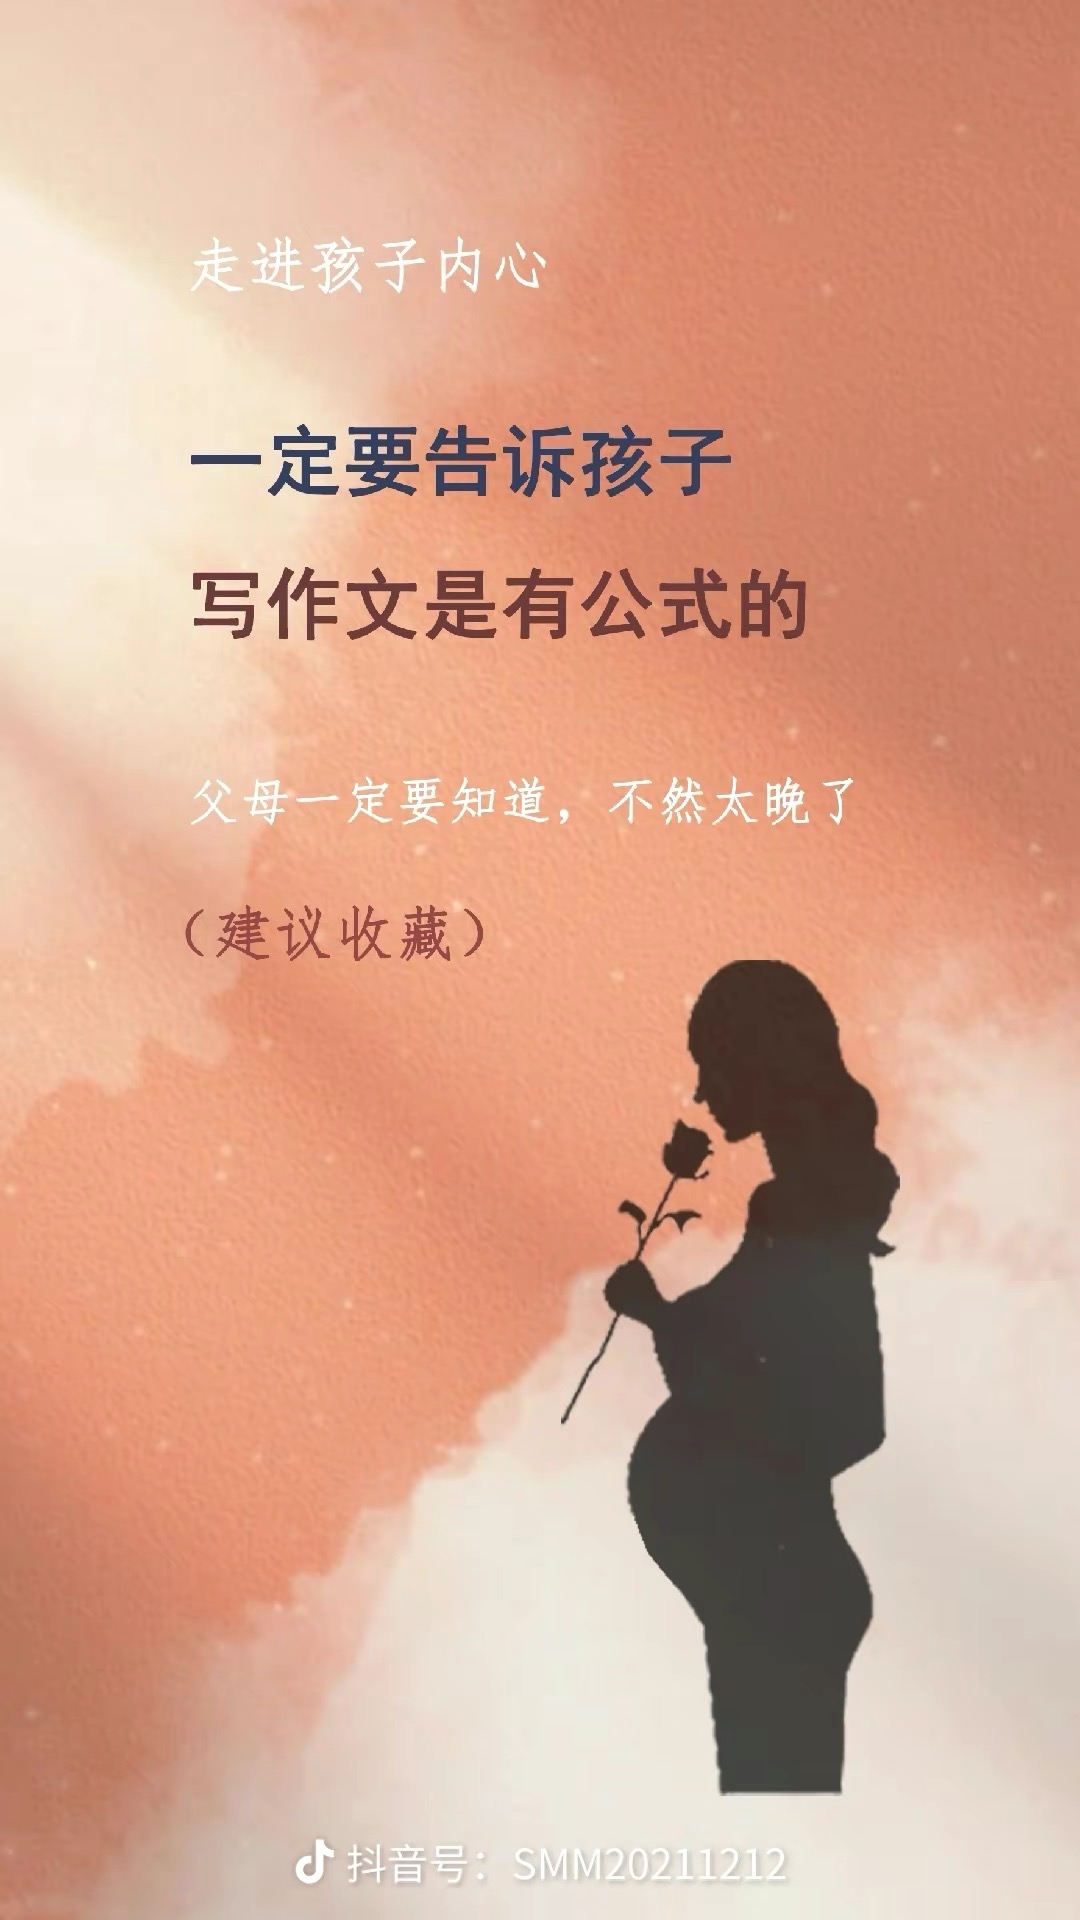 走进孩子内心
一定要告诉孩子
写作文是有公式的
父母一定要知道，不然太晚了
（建议收藏）
抖音号：SMM20211212